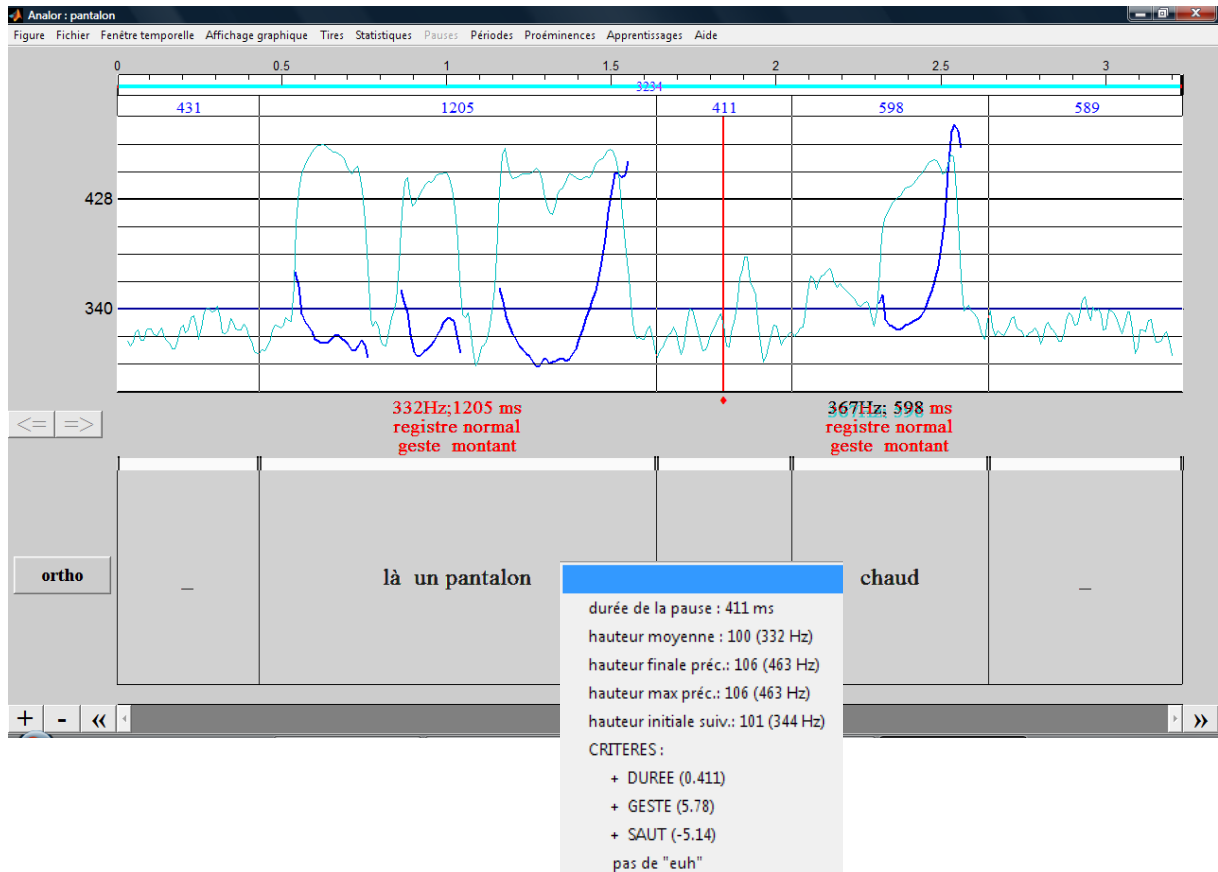 Analor : pantalon
Figure Fichier Fenêtre temporelle Affichage graphique Tires Statistiques Pauses Périodes Proéminences Apprentissages Aide
0 0.5 1 1.5 2 2.5 3
3234
431 1205 411 598 589
428
340
332Hz;1205 ms
registre normal
geste montant
367Hz; 598 ms
registre normal
geste montant
<= =>
ortho
_ là un pantalon chaud _
durée de la pause : 411 ms
hauteur moyenne : 100 (332 Hz)
hauteur finale préc.: 106 (463 Hz)
hauteur max préc.: 106 (463 Hz)
hauteur initiale suiv.: 101 (344 Hz)
CRITERES :
+ DUREE (0.411)
+ GESTE (5.78)
+ SAUT (-5.14)
pas de "euh"
+ - « »